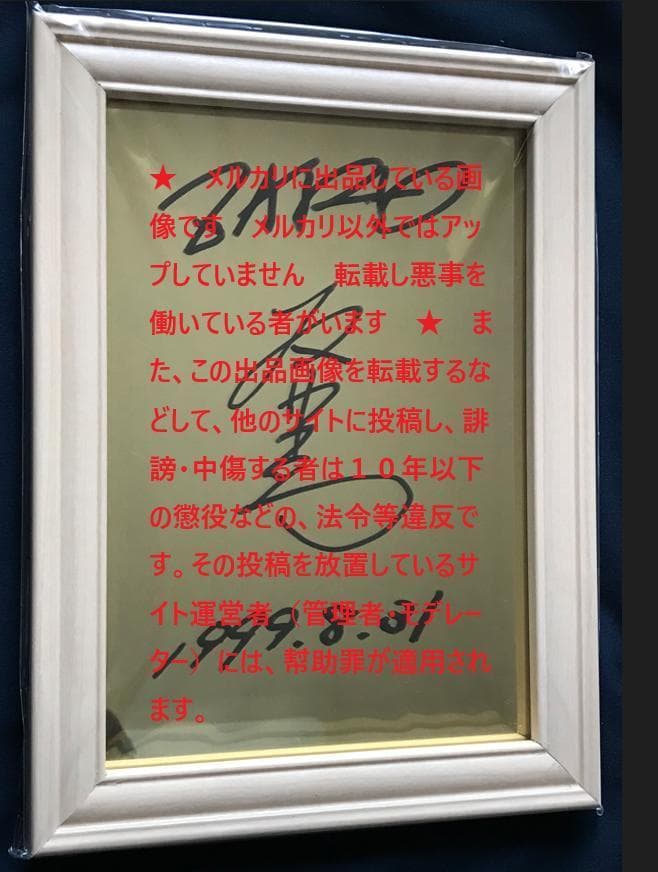 ★　メルカリに出品している画
像です　メルカリ以外ではアッ
プしていません　転載し悪事を
働いている者がいます　★　ま
た、この出品画像を転載するな
どして、他のサイトに投稿し、誹
謗・中傷する者は１０年以下
の懲役などの、法令等違反で
す。その投稿を放置しているサ
イト運営者（管理者・モデレー
ター）には、幇助罪が適用され
ます。
ZARD
1999.8.31